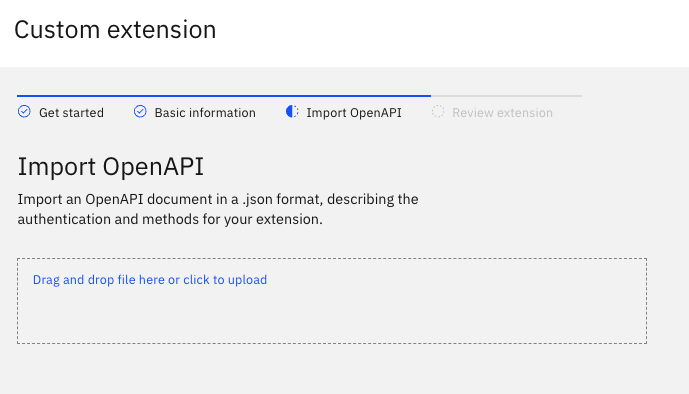 Custom extension
Get started
Basic information
Import OpenAPI
Review extension
Import OpenAPI
Import an OpenAPI document in a .json format, describing the
authentication and methods for your extension.
Drag and drop file here or click to upload